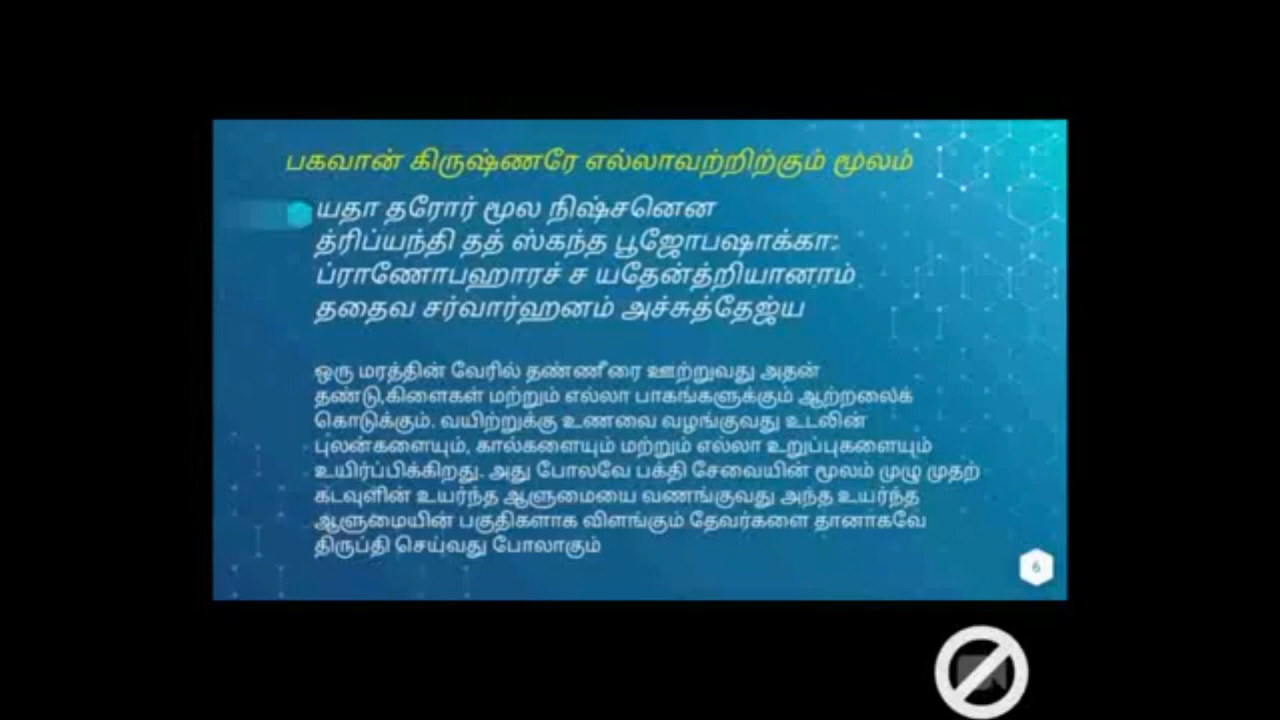 பகவான் கிருஷ்ணரே எல்லாவற்றிற்கும் மூலம்
யதா தரோர் மூல நிஷ்சனென
த்ரிப்யந்தி தத் ஸ்கந்த பூஜோபஷாக்கா:
ப்ராணோபஹாரச் ச யதேன்த்ரியானாம்
ததைவ சர்வார்ஹனம் அச்சுத்தேஜ்ய
ஒரு மரத்தின் வேரில் தண்ணீரை ஊற்றுவது அதன்
தண்டு,கிளைகள் மற்றும் எல்லா பாகங்களுக்கும் ஆற்றலைக்
கொடுக்கும். வயிற்றுக்கு உணவை வழங்குவது உடலின்
புலன்களையும், கால்களையும் மற்றும் எல்லா உறுப்புகளையும்
உயிர்ப்பிக்கிறது. அது போலவே பக்தி சேவையின் மூலம் முழு முதற்
கடவுளின் உயர்ந்த ஆளுமையை வணங்குவது அந்த உயர்ந்த
ஆளுமையின் பகுதிகளாக விளங்கும் தேவர்களை தானாகவே
திருப்தி செய்வது போலாகும்
6